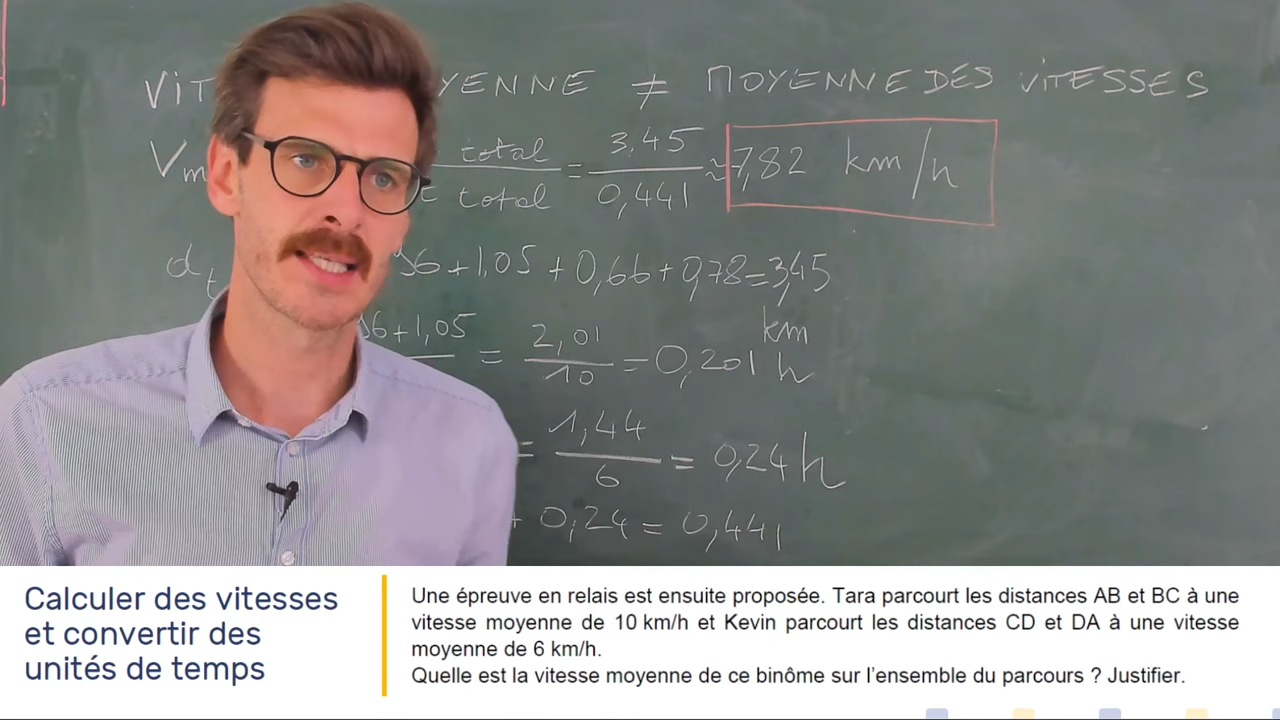 VIT YENNE ≠ MOYENNE DES VITESSES
Vm total / t total = 3,45 / 0,441 ≈ 7,82 km/h
dt 96+1,05+0,66+0,78=3,45 km
96+1,05 = 2,01 / 10 = 0,201 h
= 1,44 / 6 = 0,24 h
+ 0,24 = 0,441
Calculer des vitesses
et convertir des
unités de temps
Une épreuve en relais est ensuite proposée. Tara parcourt les distances AB et BC à une
vitesse moyenne de 10 km/h et Kevin parcourt les distances CD et DA à une vitesse
moyenne de 6 km/h.
Quelle est la vitesse moyenne de ce binôme sur l'ensemble du parcours ? Justifier.